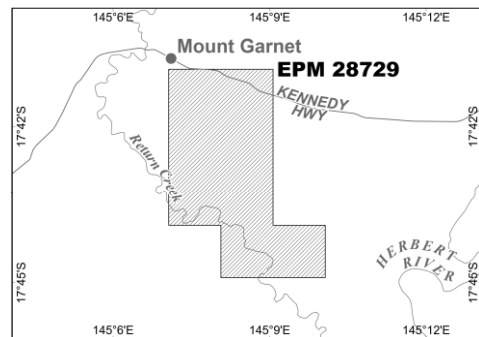 145°6'E 145°9'E 145°12'E
Mount Garnet
EPM 28729
KENNEDY
HWY
17°42'S 17°42'S
Return Creek
HERBERT
RIVER
17°45'S 17°45'S
145°6'E 145°9'E 145°12'E